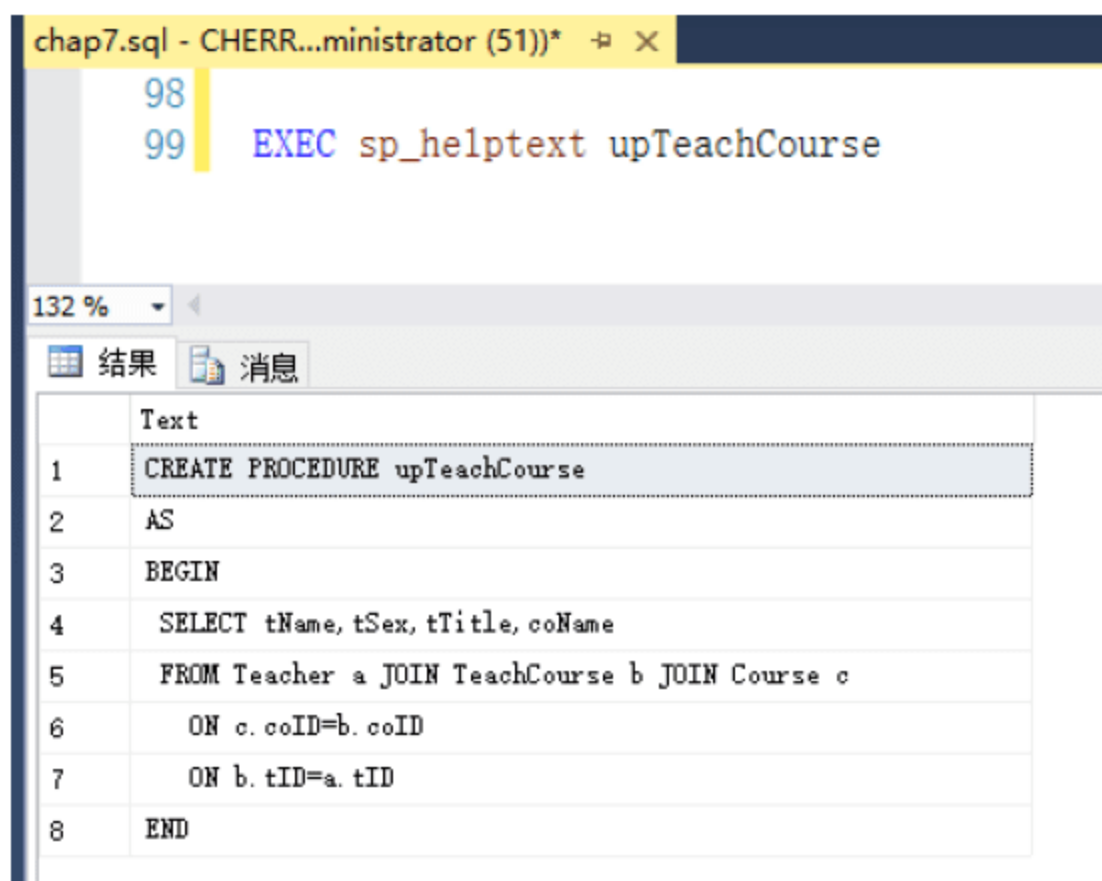 chap7.sql - CHERR...ministrator (51))*
98
99 EXEC sp_helptext upTeachCourse
132 %
结果 消息
Text
1 CREATE PROCEDURE upTeachCourse
2 AS
3 BEGIN
4 SELECT tName,tSex,tTitle,coName
5 FROM Teacher a JOIN TeachCourse b JOIN Course c
6 ON c.coID=b.coID
7 ON b.tID=a.tID
8 END